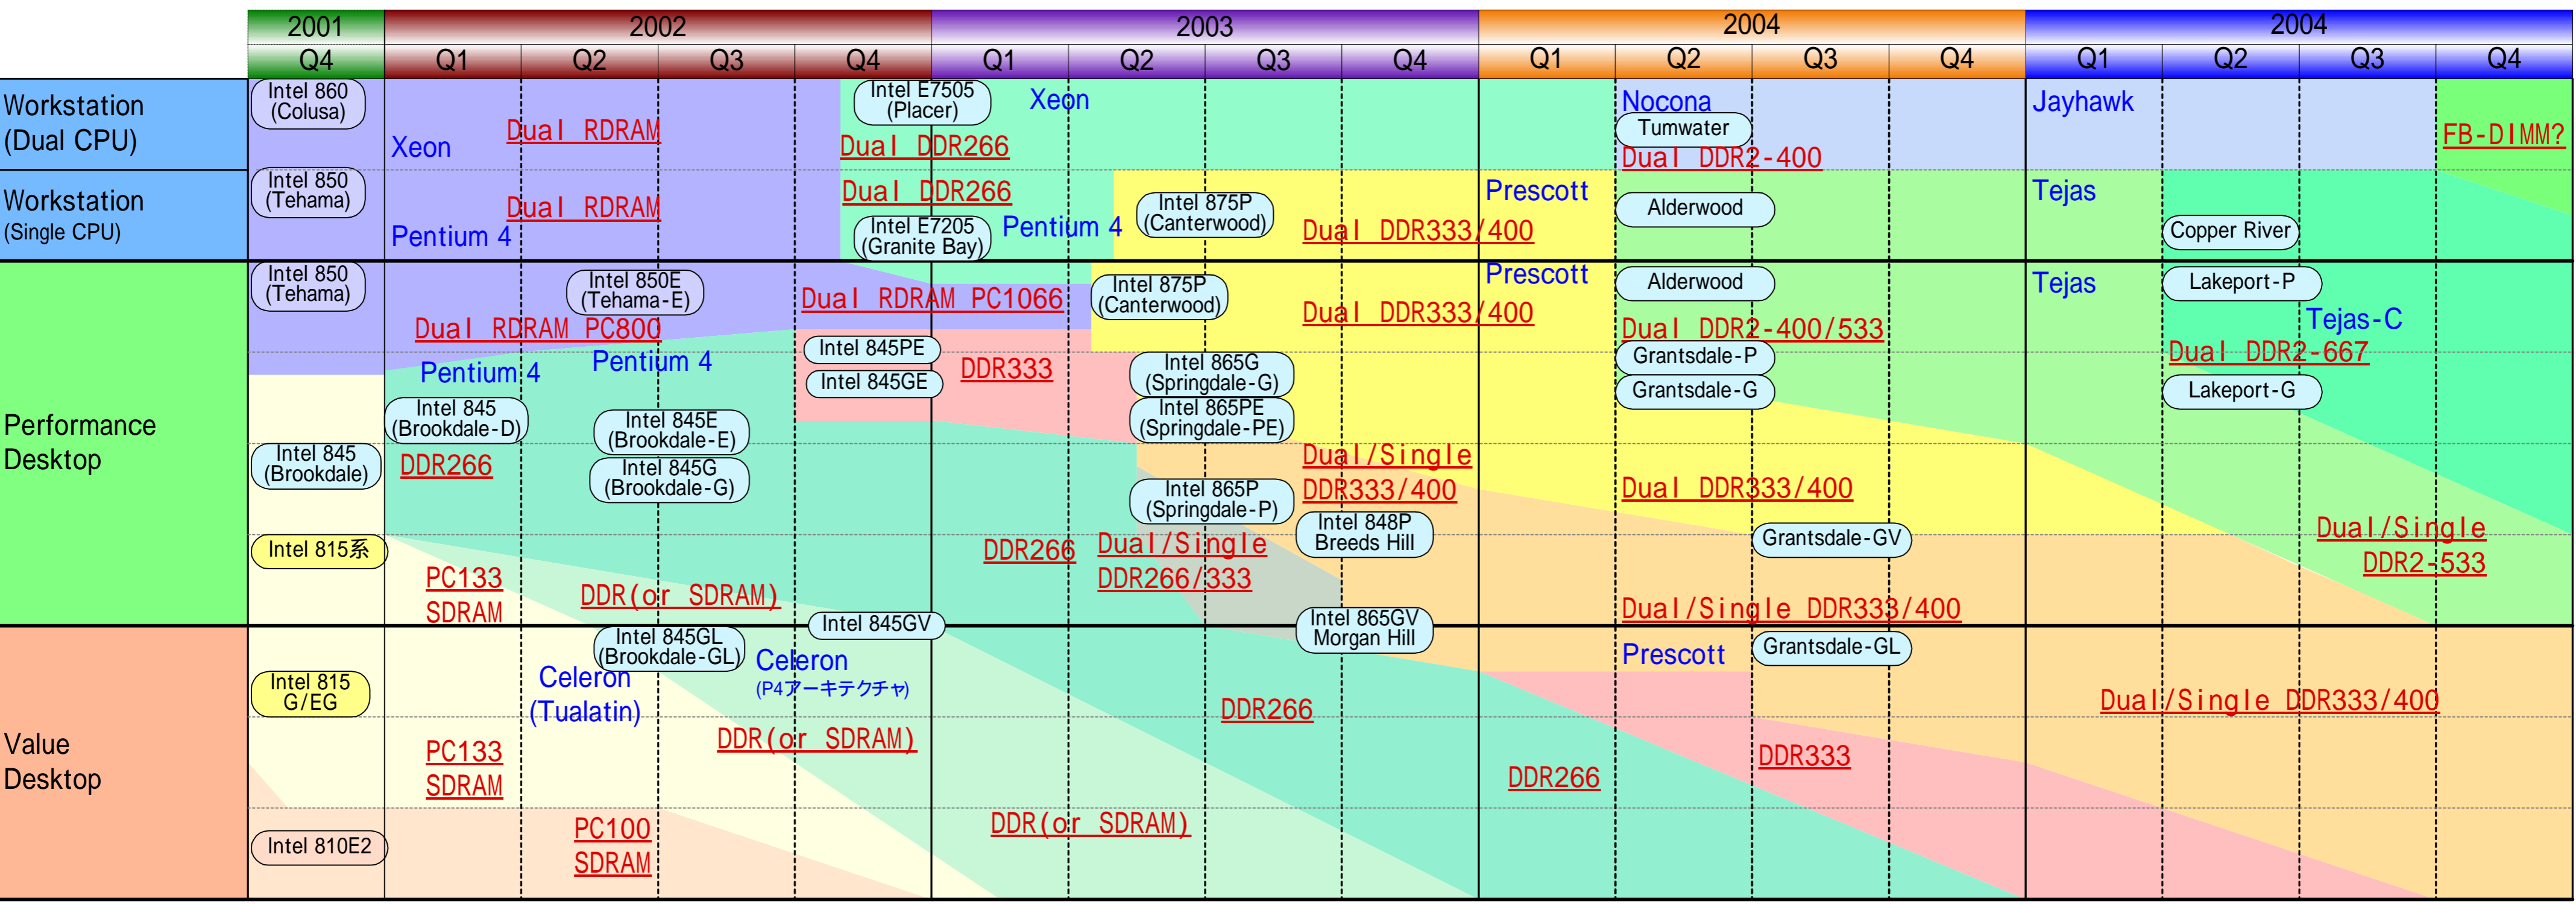 2001
2002
2003
2004
2004
Q4
Q1
Q2
Q3
Q4
Q1
Q2
Q3
Q4
Q1
Q2
Q3
Q4
Q1
Q2
Q3
Q4
Workstation
(Dual CPU)
Intel 860
(Colusa)
Xeon
Dual RDRAM
Intel E7505
(Placer)
Dual DDR266
Xeon
Nocona
Tumwater
Dual DDR2-400
Jayhawk
FB-DIMM?
Workstation
(Single CPU)
Intel 850
(Tehama)
Pentium 4
Dual RDRAM
Dual DDR266
Intel E7205
(Granite Bay)
Pentium 4
Intel 875P
(Canterwood)
Dual DDR333/400
Prescott
Alderwood
Tejas
Copper River
Performance
Desktop
Intel 850
(Tehama)
Intel 850E
(Tehama-E)
Dual RDRAM PC800
Dual RDRAM PC1066
Intel 875P
(Canterwood)
Dual DDR333/400
Prescott
Alderwood
Dual DDR2-400/533
Tejas
Lakeport-P
Tejas-C
Dual DDR2-667
Pentium 4
Pentium 4
Intel 845PE
Intel 845GE
DDR333
Intel 865G
(Springdale-G)
Intel 865PE
(Springdale-PE)
Grantsdale-P
Grantsdale-G
Lakeport-G
Intel 845
(Brookdale)
Intel 845
(Brookdale-D)
DDR266
Intel 845E
(Brookdale-E)
Intel 845G
(Brookdale-G)
Dual/Single
DDR333/400
Intel 865P
(Springdale-P)
Intel 848P
Breeds Hill
Dual DDR333/400
Grantsdale-GV
Dual/Single
DDR2-533
Intel 815系
PC133
SDRAM
DDR(or SDRAM)
DDR266
Dual/Single
DDR266/333
Dual/Single DDR333/400
Intel 845GV
Intel 865GV
Morgan Hill
Value
Desktop
Intel 845GL
(Brookdale-GL)
Celeron
(Tualatin)
Celeron
(P4アーキテクチャ)
Prescott
Grantsdale-GL
Intel 815
G/EG
PC133
SDRAM
DDR(or SDRAM)
DDR266
Dual/Single DDR333/400
DDR266
DDR333
Intel 810E2
PC100
SDRAM
DDR(or SDRAM)